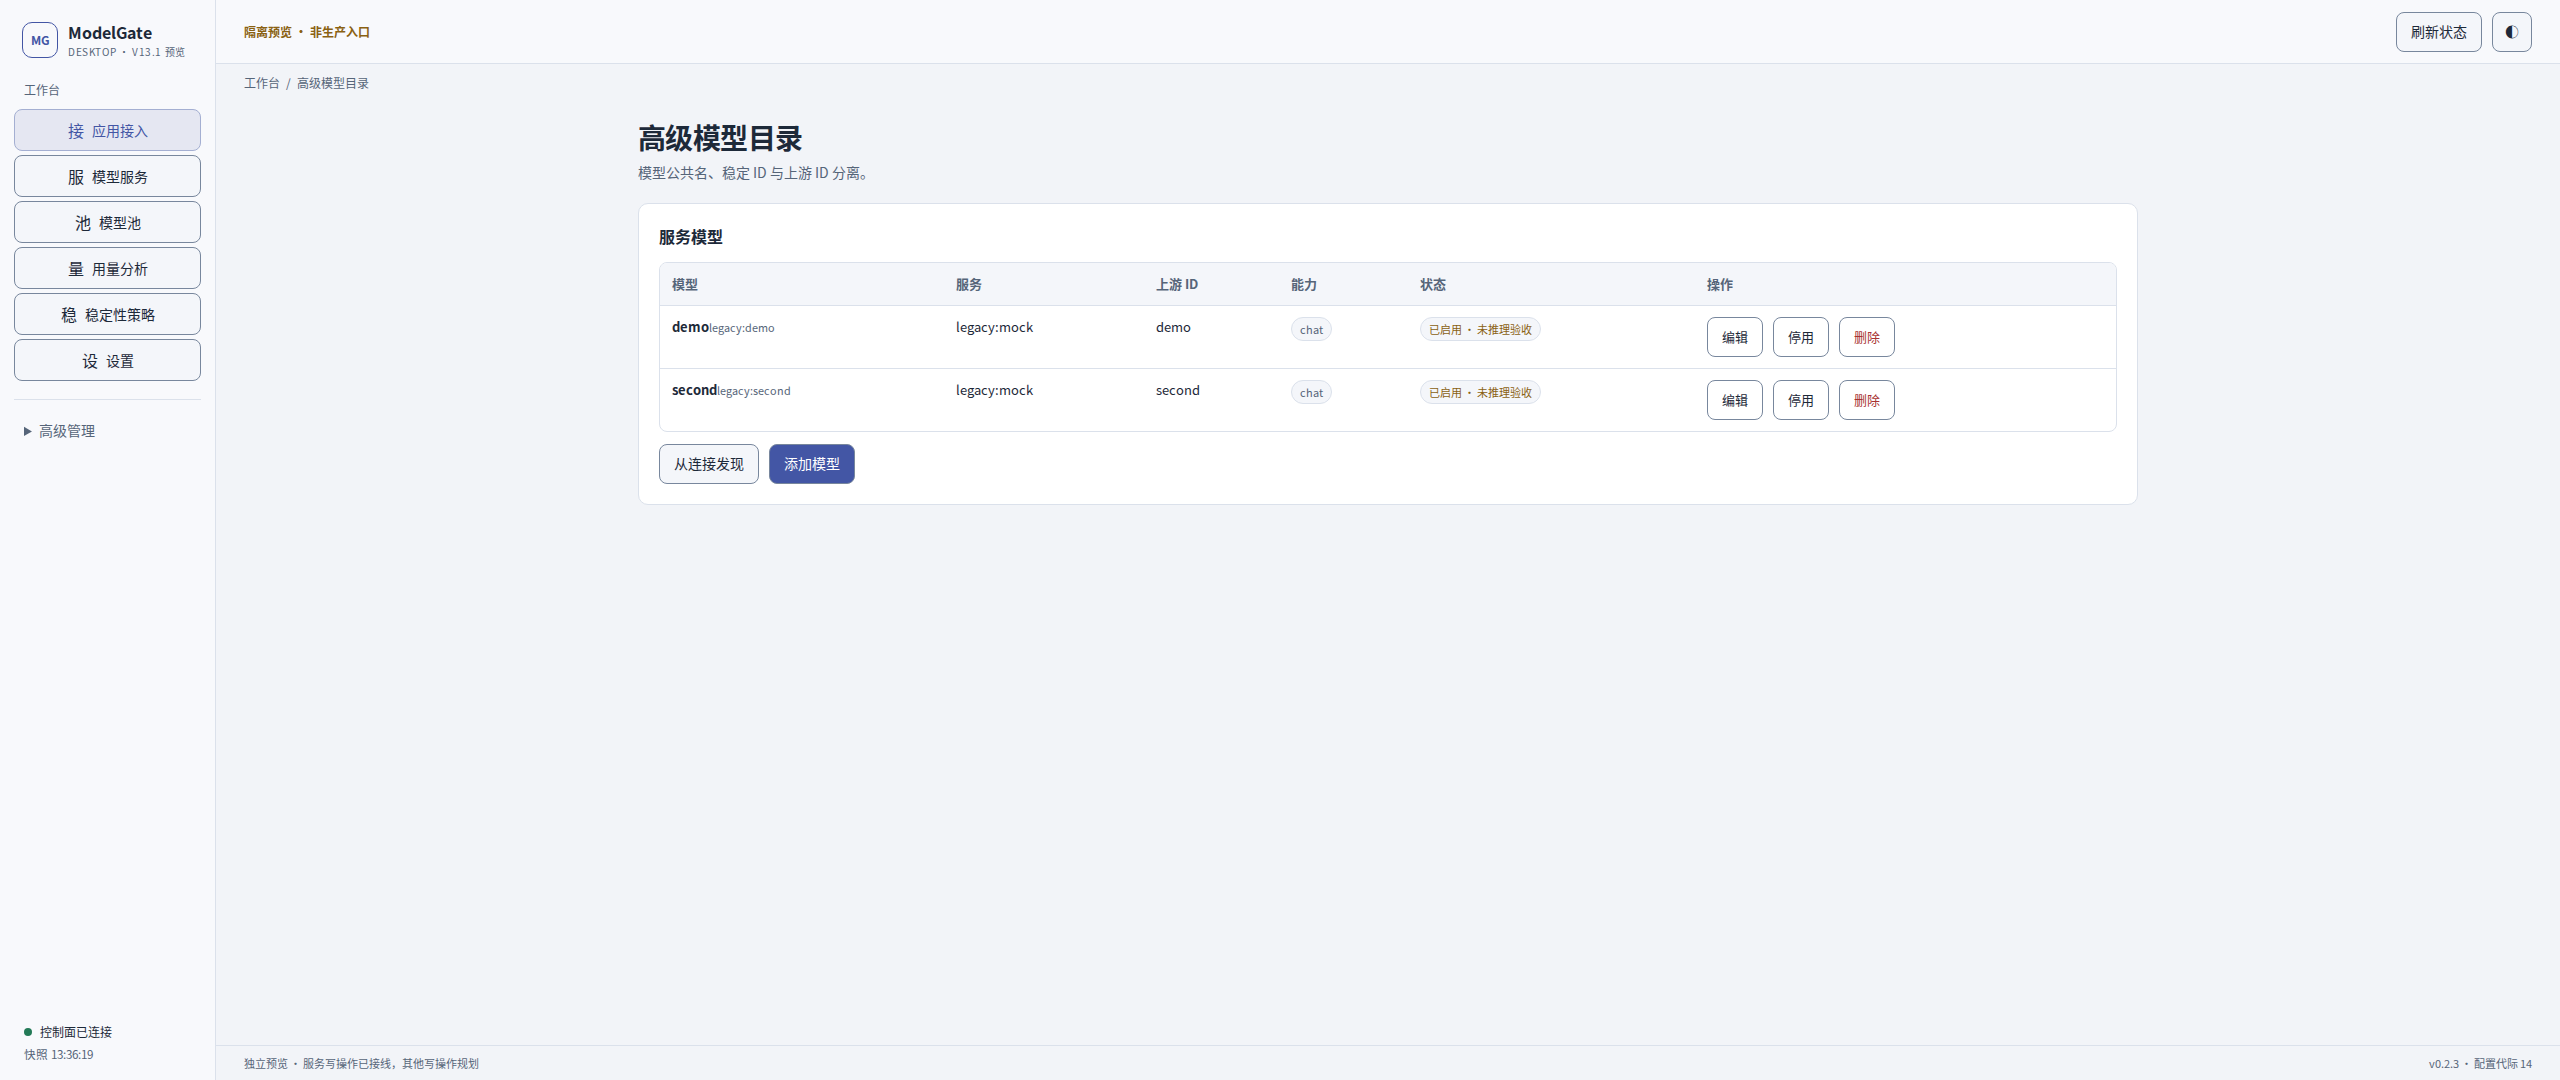 MG
ModelGate
DESKTOP · V13.1 预览
工作台
接 应用接入
服 模型服务
池 模型池
量 用量分析
稳 稳定性策略
设 设置
▶ 高级管理
控制面已连接
快照 13:36:19
隔离预览 · 非生产入口
刷新状态
工作台 / 高级模型目录
高级模型目录
模型公共名、稳定 ID 与上游 ID 分离。
服务模型
模型 服务 上游 ID 能力 状态 操作
demolegacy:demo legacy:mock demo chat 已启用 · 未推理验收 编辑 停用 删除
secondlegacy:second legacy:mock second chat 已启用 · 未推理验收 编辑 停用 删除
从连接发现 添加模型
独立预览 · 服务写操作已接线，其他写操作规划
v0.2.3 · 配置代际 14